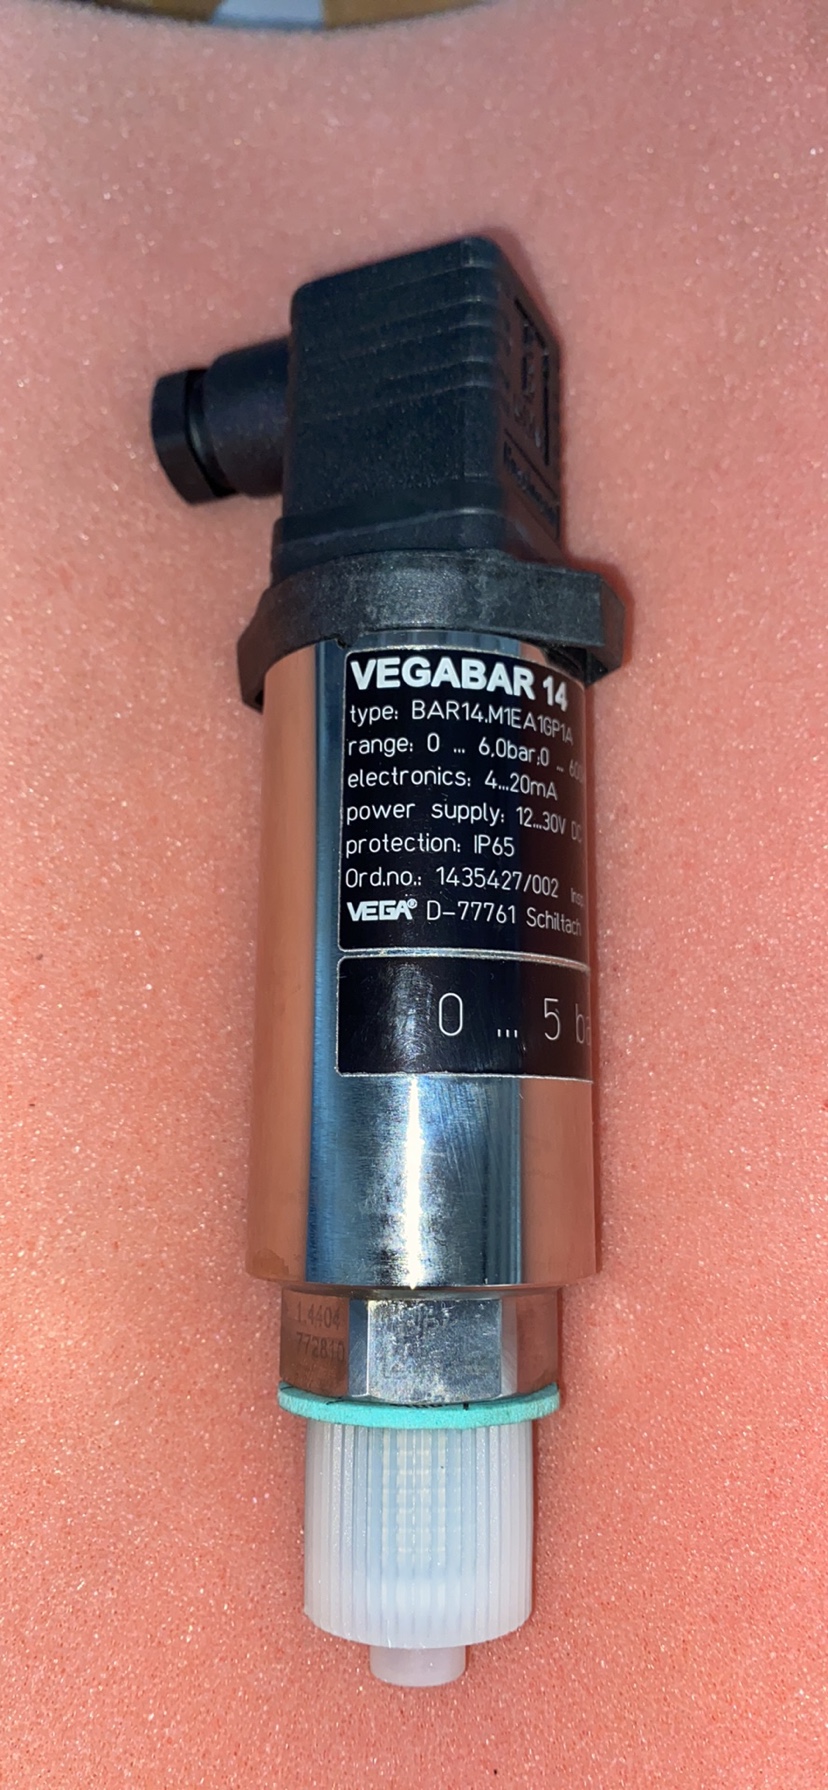 VEGABAR 14
type: BAR14.M1EA1GP1A
range: 0 ... 6,0bar;0 ...
electronics: 4...20mA
power supply: 12...30V DC
protection: IP65
Ord.no.: 1435427/002
VEGA® D-77761 Schiltach
0 ... 5
1.4404